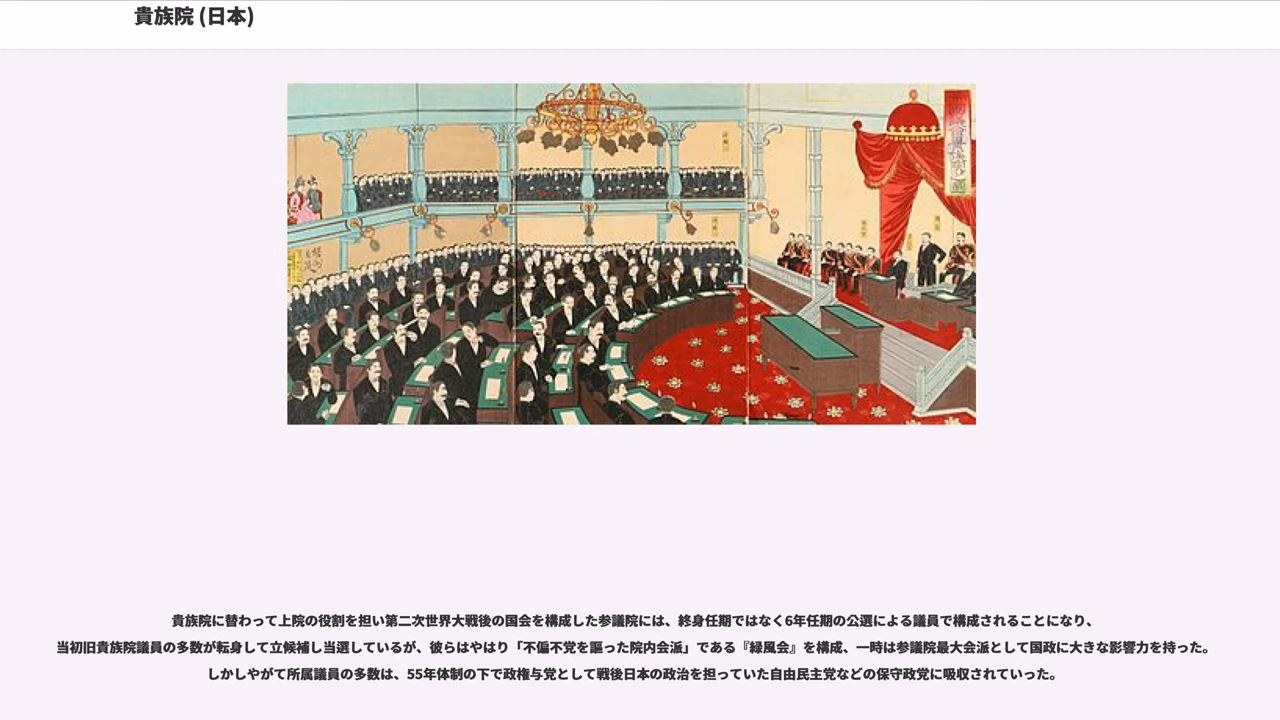 貴族院 (日本)
貴族院に替わって上院の役割を担い第二次世界大戦後の国会を構成した参議院には、終身任期ではなく6年任期の公選による議員で構成されることになり、
当初旧貴族院議員の多数が転身して立候補し当選しているが、彼らはやはり「不偏不党を謳った院内会派」である『緑風会』を構成、一時は参議院最大会派として国政に大きな影響力を持った。
しかしやがて所属議員の多数は、55年体制の下で政権与党として戦後日本の政治を担っていた自由民主党などの保守政党に吸収されていった。